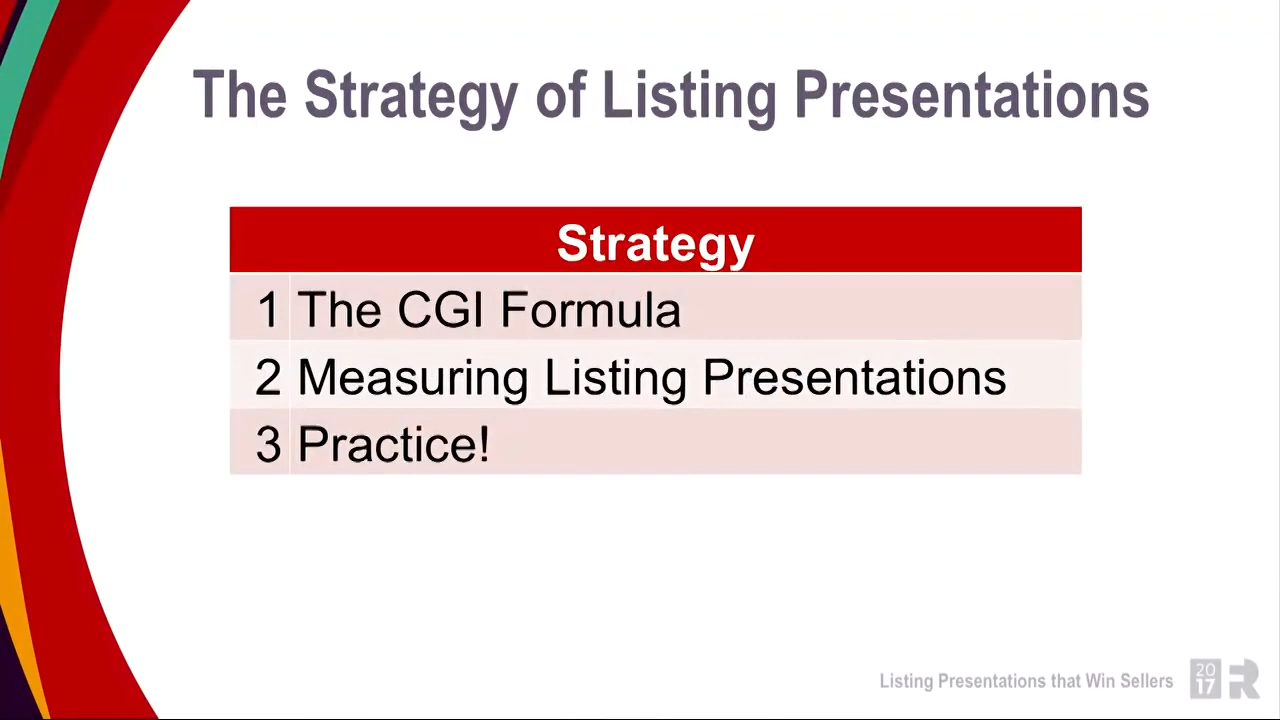 The Strategy of Listing Presentations
Strategy
1 The CGI Formula
2 Measuring Listing Presentations
3 Practice!
Listing Presentations that Win Sellers
20
17
R